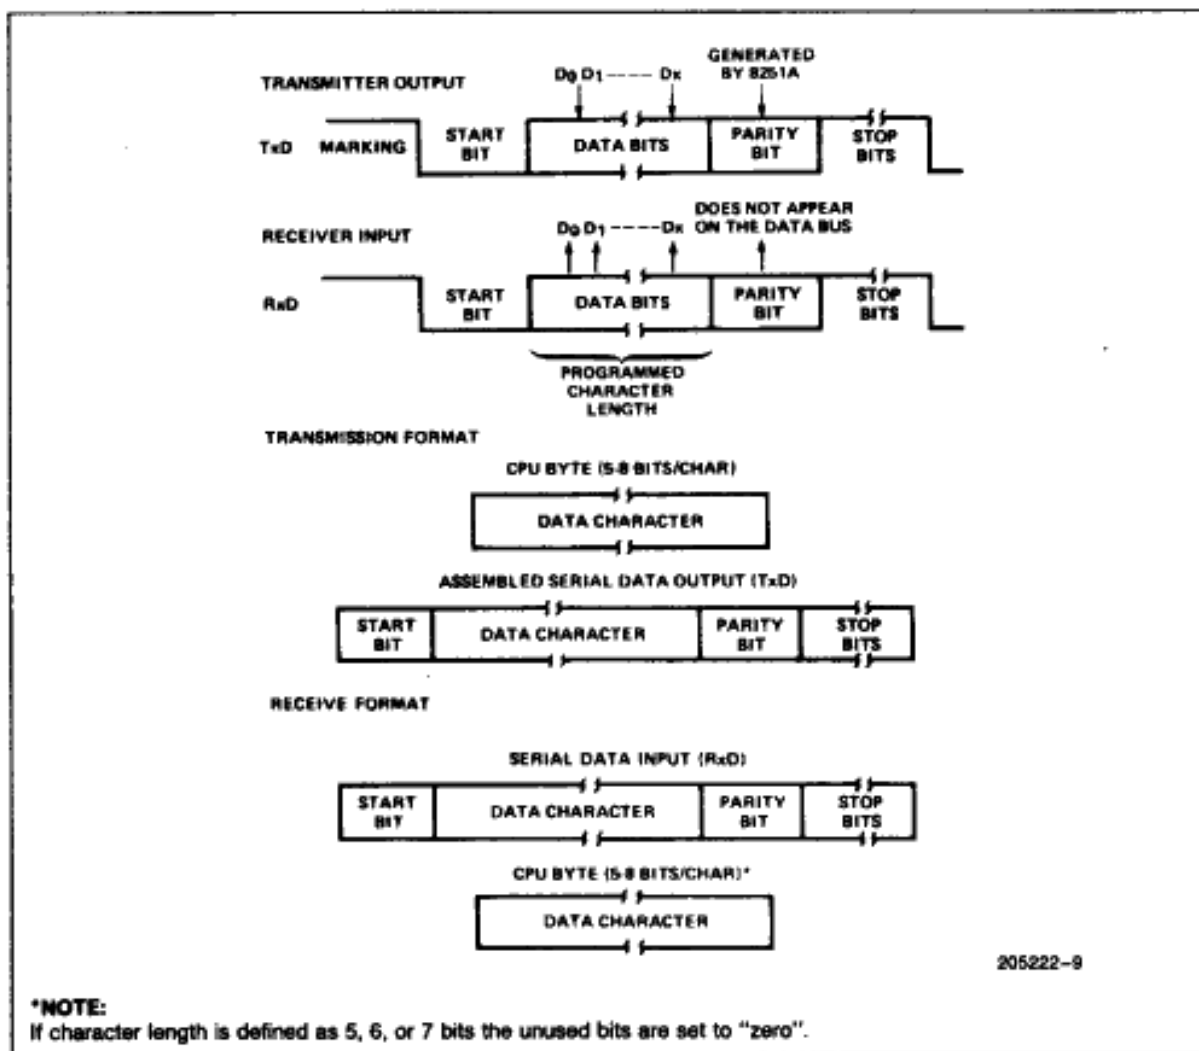 TRANSMITTER OUTPUT
D0 D1 ---- Dx
GENERATED
BY 8251A
TxD MARKING
START
BIT
DATA BITS
PARITY
BIT
STOP
BITS
RECEIVER INPUT
D0 D1 ---- Dx
DOES NOT APPEAR
ON THE DATA BUS
RxD
START
BIT
DATA BITS
PARITY
BIT
STOP
BITS
PROGRAMMED
CHARACTER
LENGTH
TRANSMISSION FORMAT
CPU BYTE (5-8 BITS/CHAR)
DATA CHARACTER
ASSEMBLED SERIAL DATA OUTPUT (TxD)
START
BIT
DATA CHARACTER
PARITY
BIT
STOP
BITS
RECEIVE FORMAT
SERIAL DATA INPUT (RxD)
START
BIT
DATA CHARACTER
PARITY
BIT
STOP
BITS
CPU BYTE (5-8 BITS/CHAR)*
DATA CHARACTER
205222-9
*NOTE:
If character length is defined as 5, 6, or 7 bits the unused bits are set to "zero".